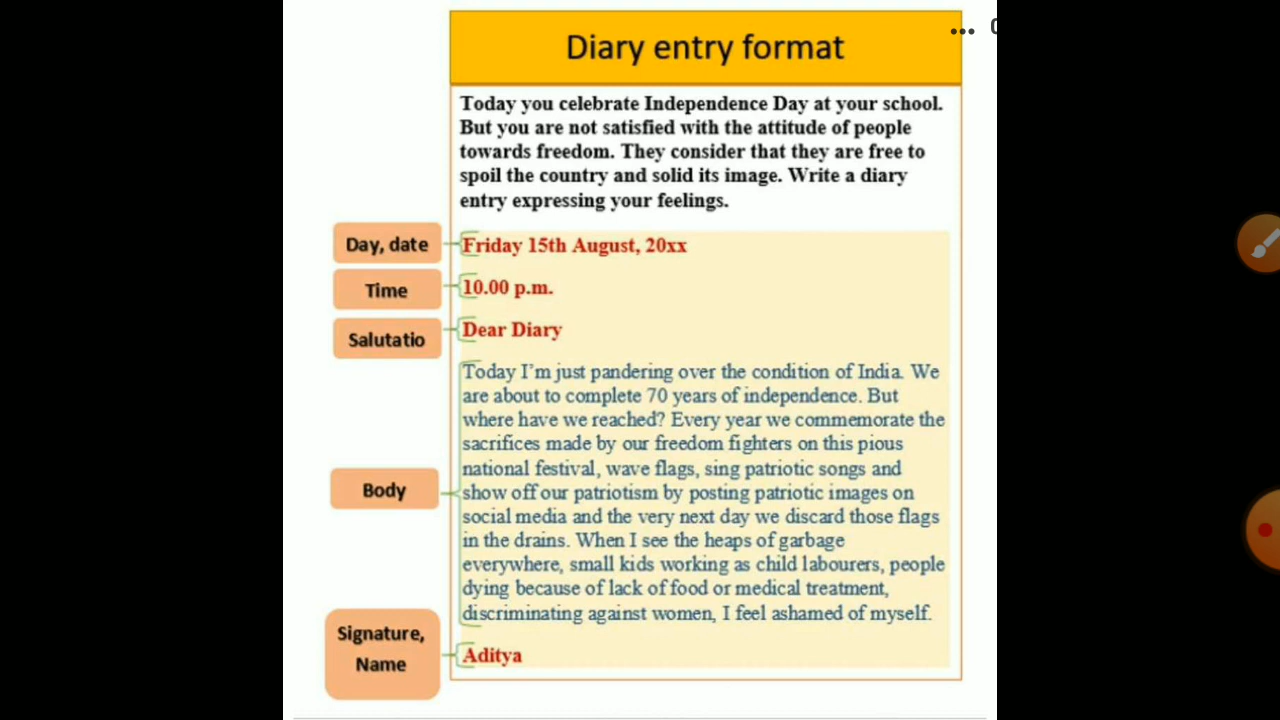 Diary entry format
Today you celebrate Independence Day at your school.
But you are not satisfied with the attitude of people
towards freedom. They consider that they are free to
spoil the country and solid its image. Write a diary
entry expressing your feelings.
Day, date
Friday 15th August, 20xx
Time
10.00 p.m.
Salutatio
Dear Diary
Body
Today I'm just pandering over the condition of India. We
are about to complete 70 years of independence. But
where have we reached? Every year we commemorate the
sacrifices made by our freedom fighters on this pious
national festival, wave flags, sing patriotic songs and
show off our patriotism by posting patriotic images on
social media and the very next day we discard those flags
in the drains. When I see the heaps of garbage
everywhere, small kids working as child labourers, people
dying because of lack of food or medical treatment,
discriminating against women, I feel ashamed of myself.
Signature,
Name
Aditya